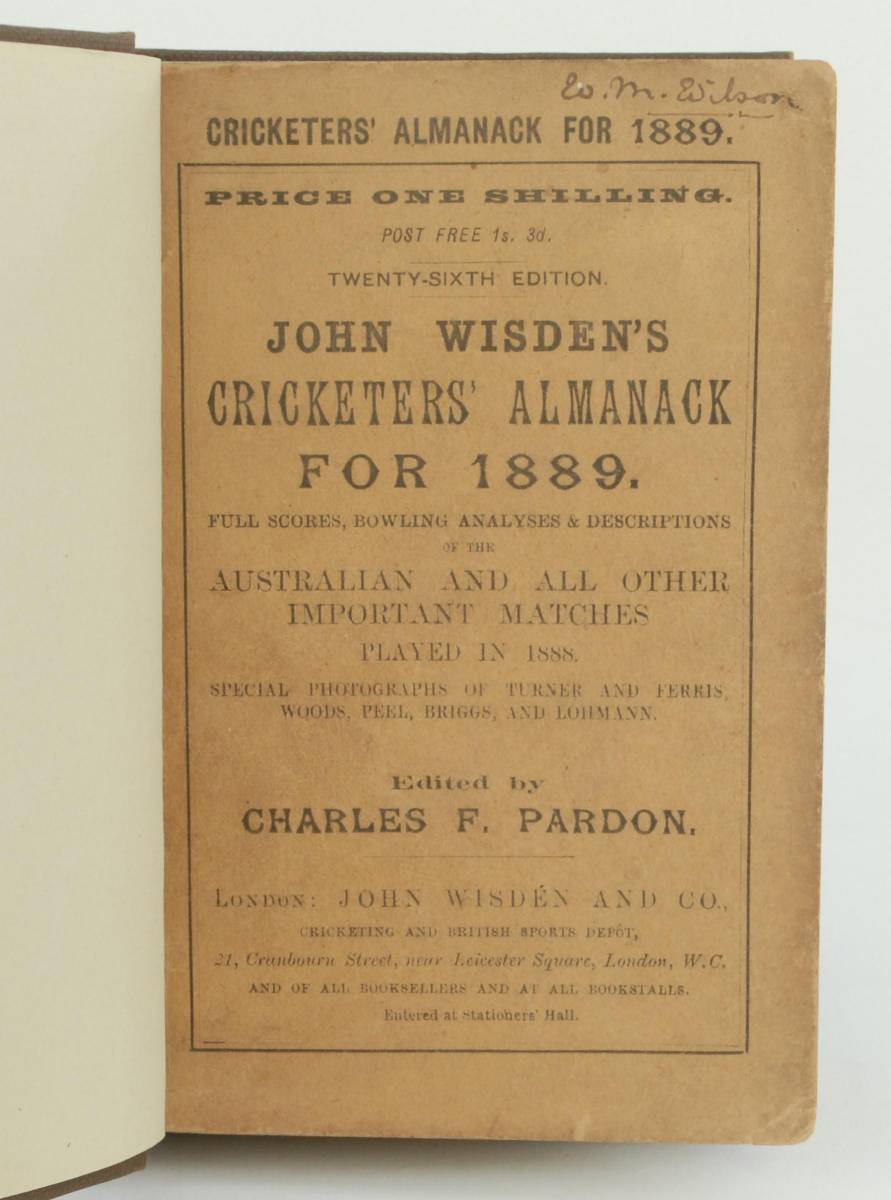 W. M. Wilson
CRICKETERS' ALMANACK FOR 1889.
PRICE ONE SHILLING.
POST FREE 1s. 3d.
TWENTY-SIXTH EDITION.
JOHN WISDEN'S
CRICKETERS' ALMANACK
FOR 1889.
FULL SCORES, BOWLING ANALYSES & DESCRIPTIONS
OF THE
AUSTRALIAN AND ALL OTHER
IMPORTANT MATCHES
PLAYED IN 1888.
SPECIAL PHOTOGRAPHS OF TURNER AND FERRIS,
WOODS, PEEL, BRIGGS, AND LOHMANN.
Edited by
CHARLES F. PARDON.
LONDON: JOHN WISDÉN AND CO.,
CRICKETING AND BRITISH SPORTS DEPÔT,
21, Cranbourn Street, near Leicester Square, London, W.C.
AND OF ALL BOOKSELLERS AND AT ALL BOOKSTALLS.
Entered at Stationers' Hall.